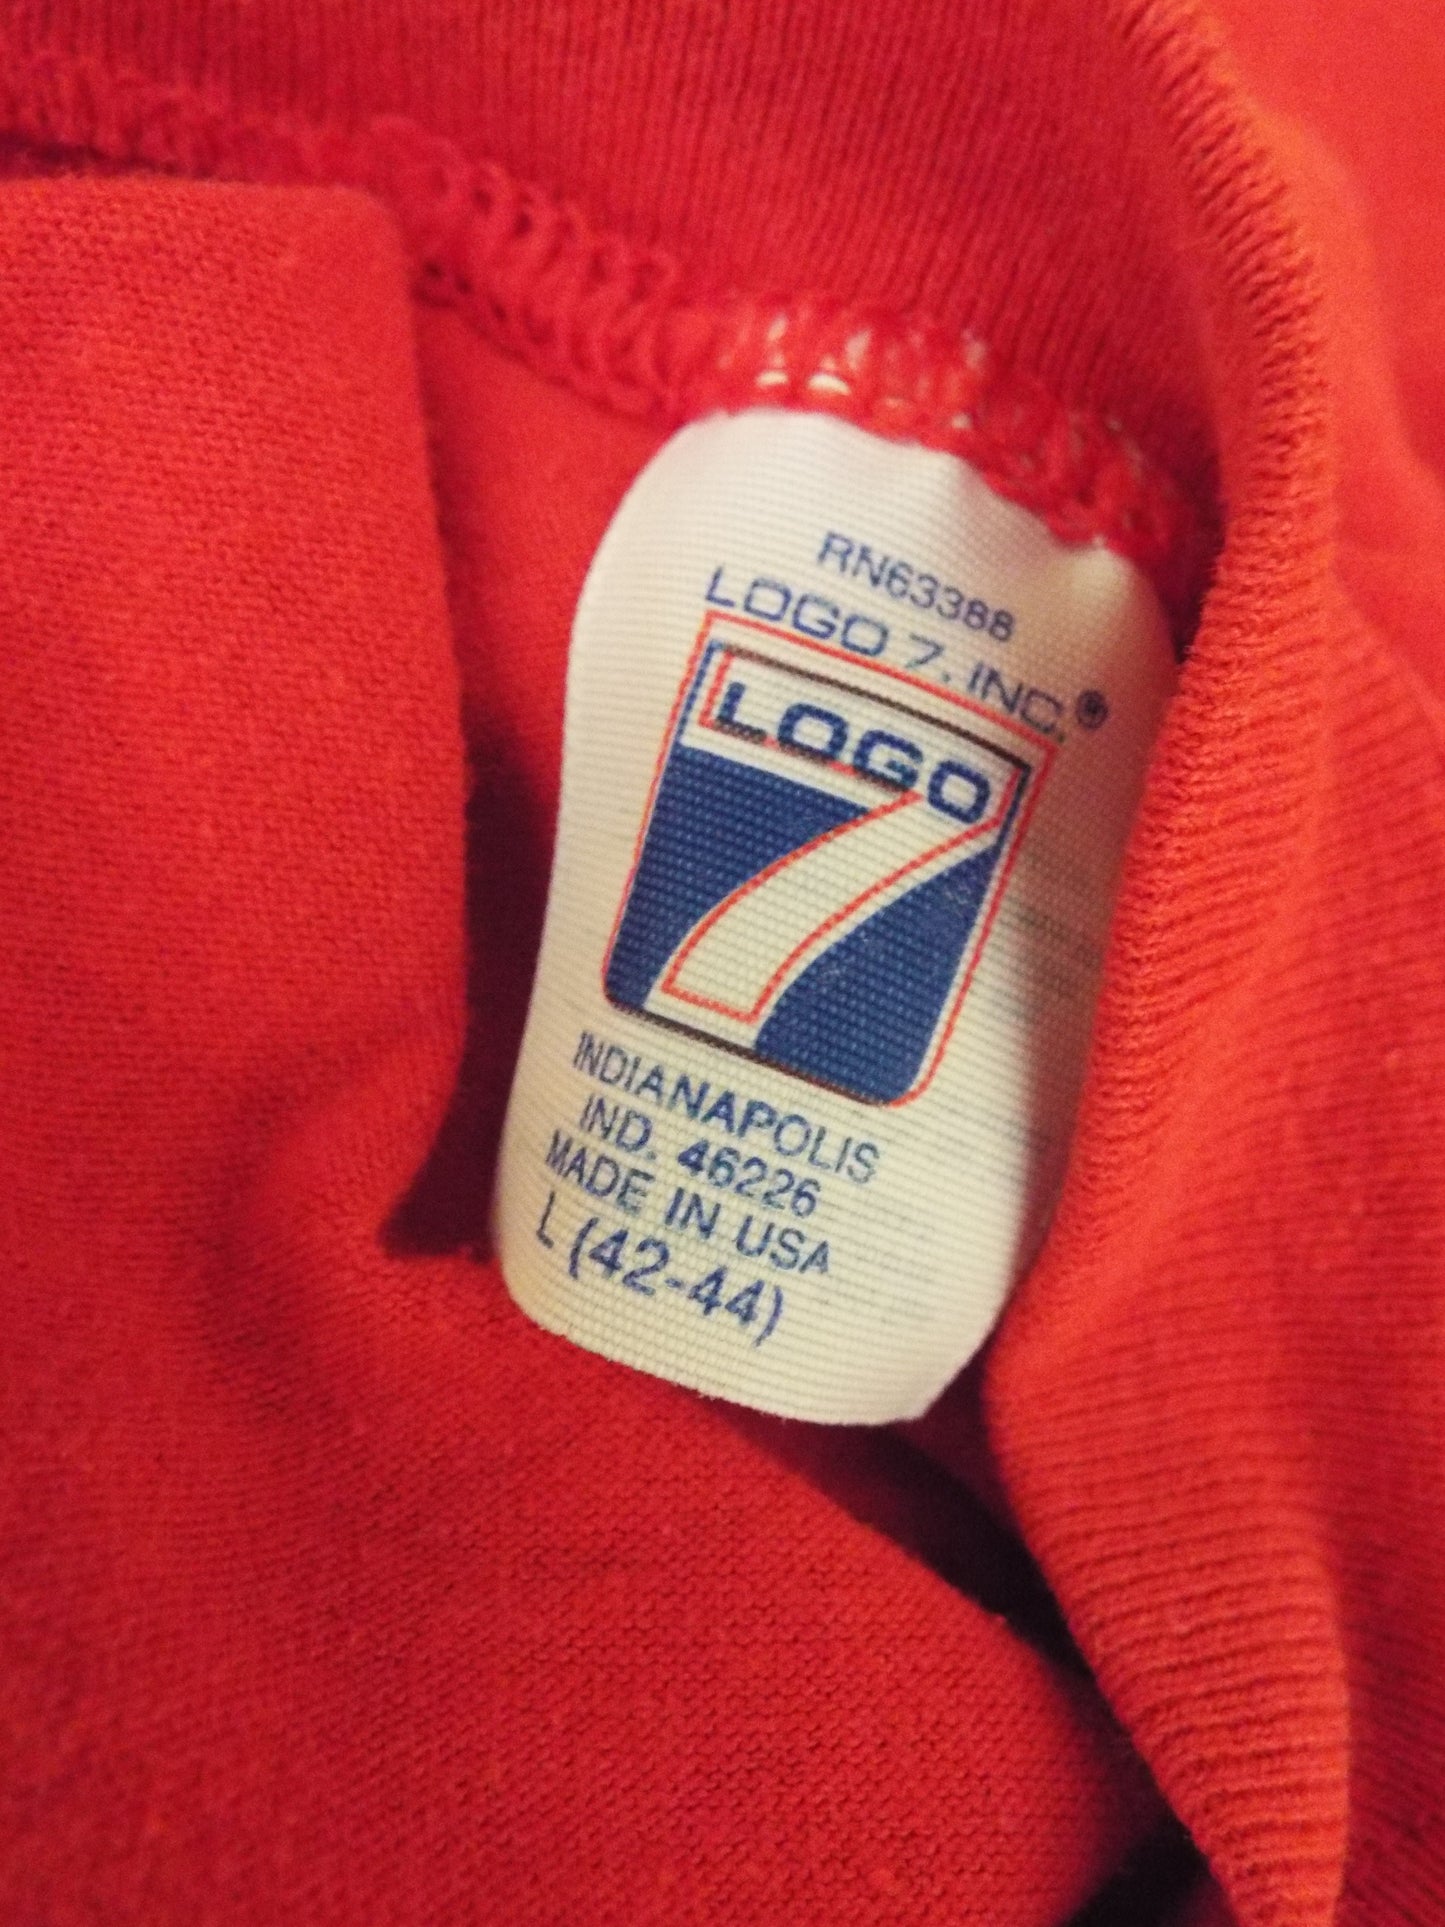 RN63388
LOGO 7, INC.®
LOGO
7
INDIANAPOLIS
IND. 46226
MADE IN USA
L (42-44)